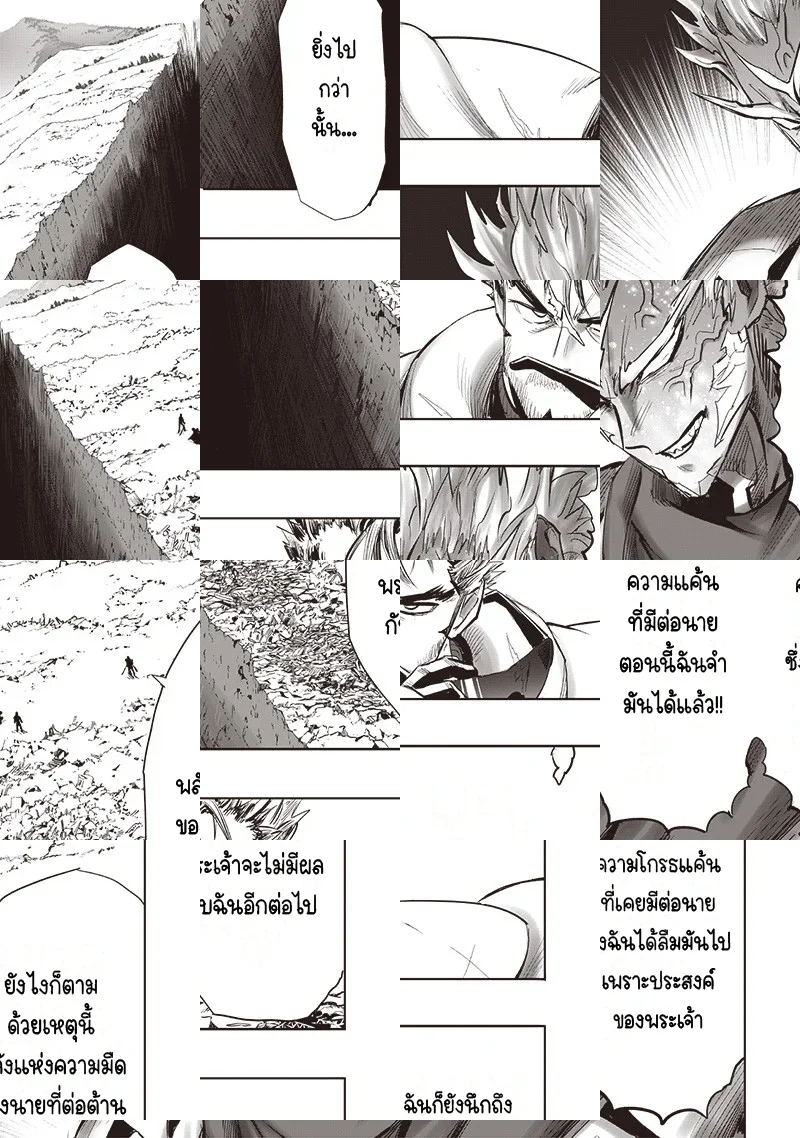 ยิ่งไป
กว่า
นั้น...
ยังไงก็ตาม
ด้วยเหตุนี้
พลังแห่งความมืด
ของนายที่ต่อต้าน
พระเจ้าจะไม่มีผล
กับฉันอีกต่อไป
ฉันก็ยังนึกถึง
ความโกรธแค้น
ที่เคยมีต่อนาย
ซึ่งฉันได้ลืมมันไป
เพราะประสงค์
ของพระเจ้า
ความแค้น
ที่มีต่อนาย
ตอนนี้ฉันจำ
มันได้แล้ว!!